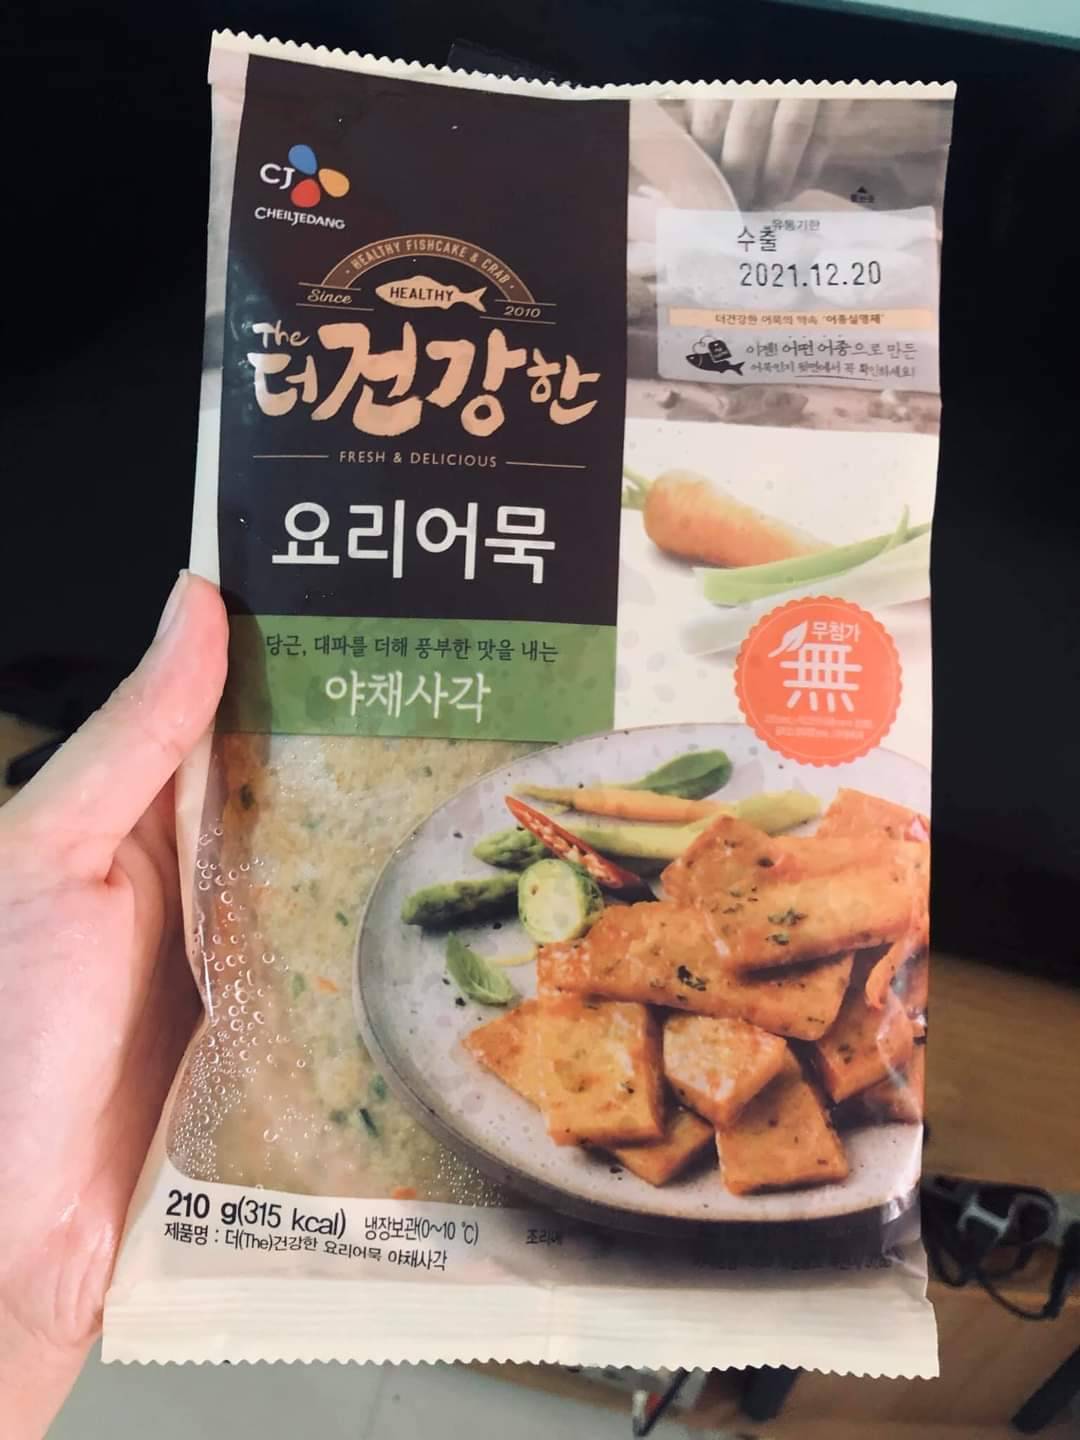 CJ
CHEILJEDANG
HEALTHY FISHCAKE & CRAB
Since HEALTHY 2010
The
더건강한
FRESH & DELICIOUS
요리어묵
당근, 대파를 더해 풍부한 맛을 내는
야채사각
유통기한
수출
2021.12.20
더건강한 어묵의 약속 '어종실명제'
이젠! 어떤 어종으로 만든
어묵인지 뒷면에서 꼭 확인하세요!
무첨가
無
210 g(315 kcal) 냉장보관(0~10 ℃)
제품명 : 더(The)건강한 요리어묵 야채사각
조리예